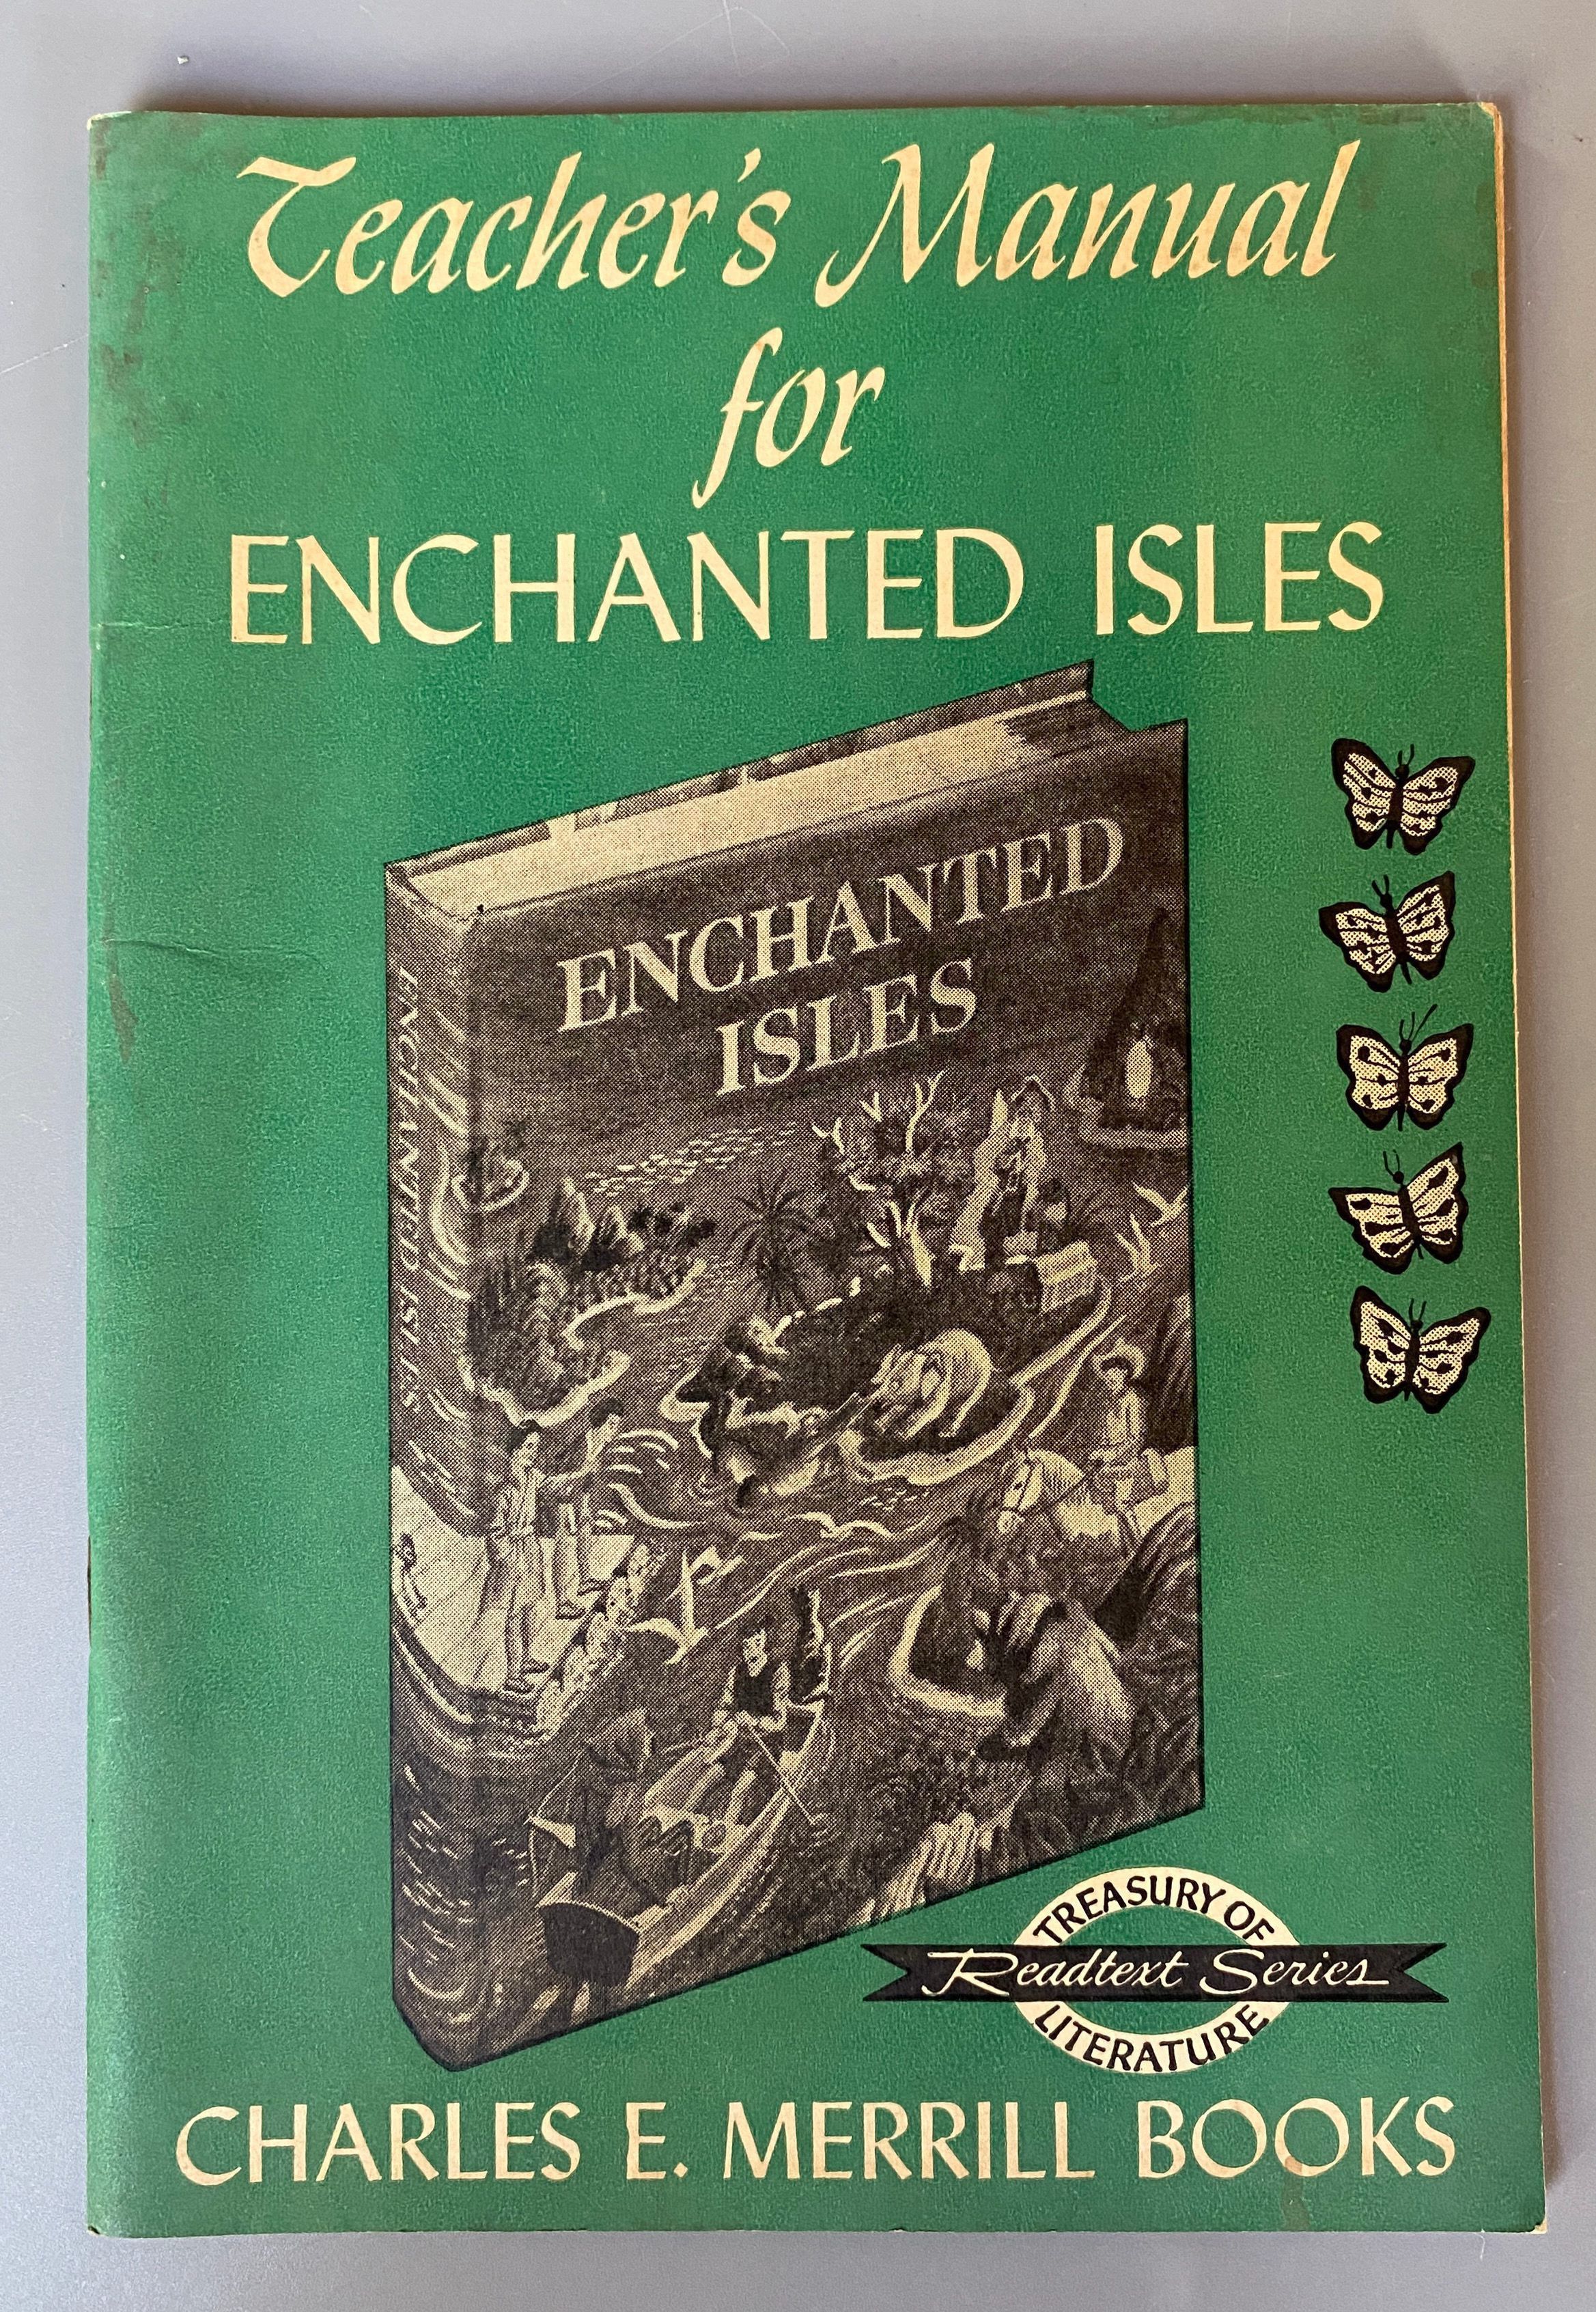 Teacher's Manual
for
ENCHANTED ISLES
ENCHANTED
ISLES
ENCHANTED ISLES
TREASURY OF
Readtext Series
LITERATURE
CHARLES E. MERRILL BOOKS